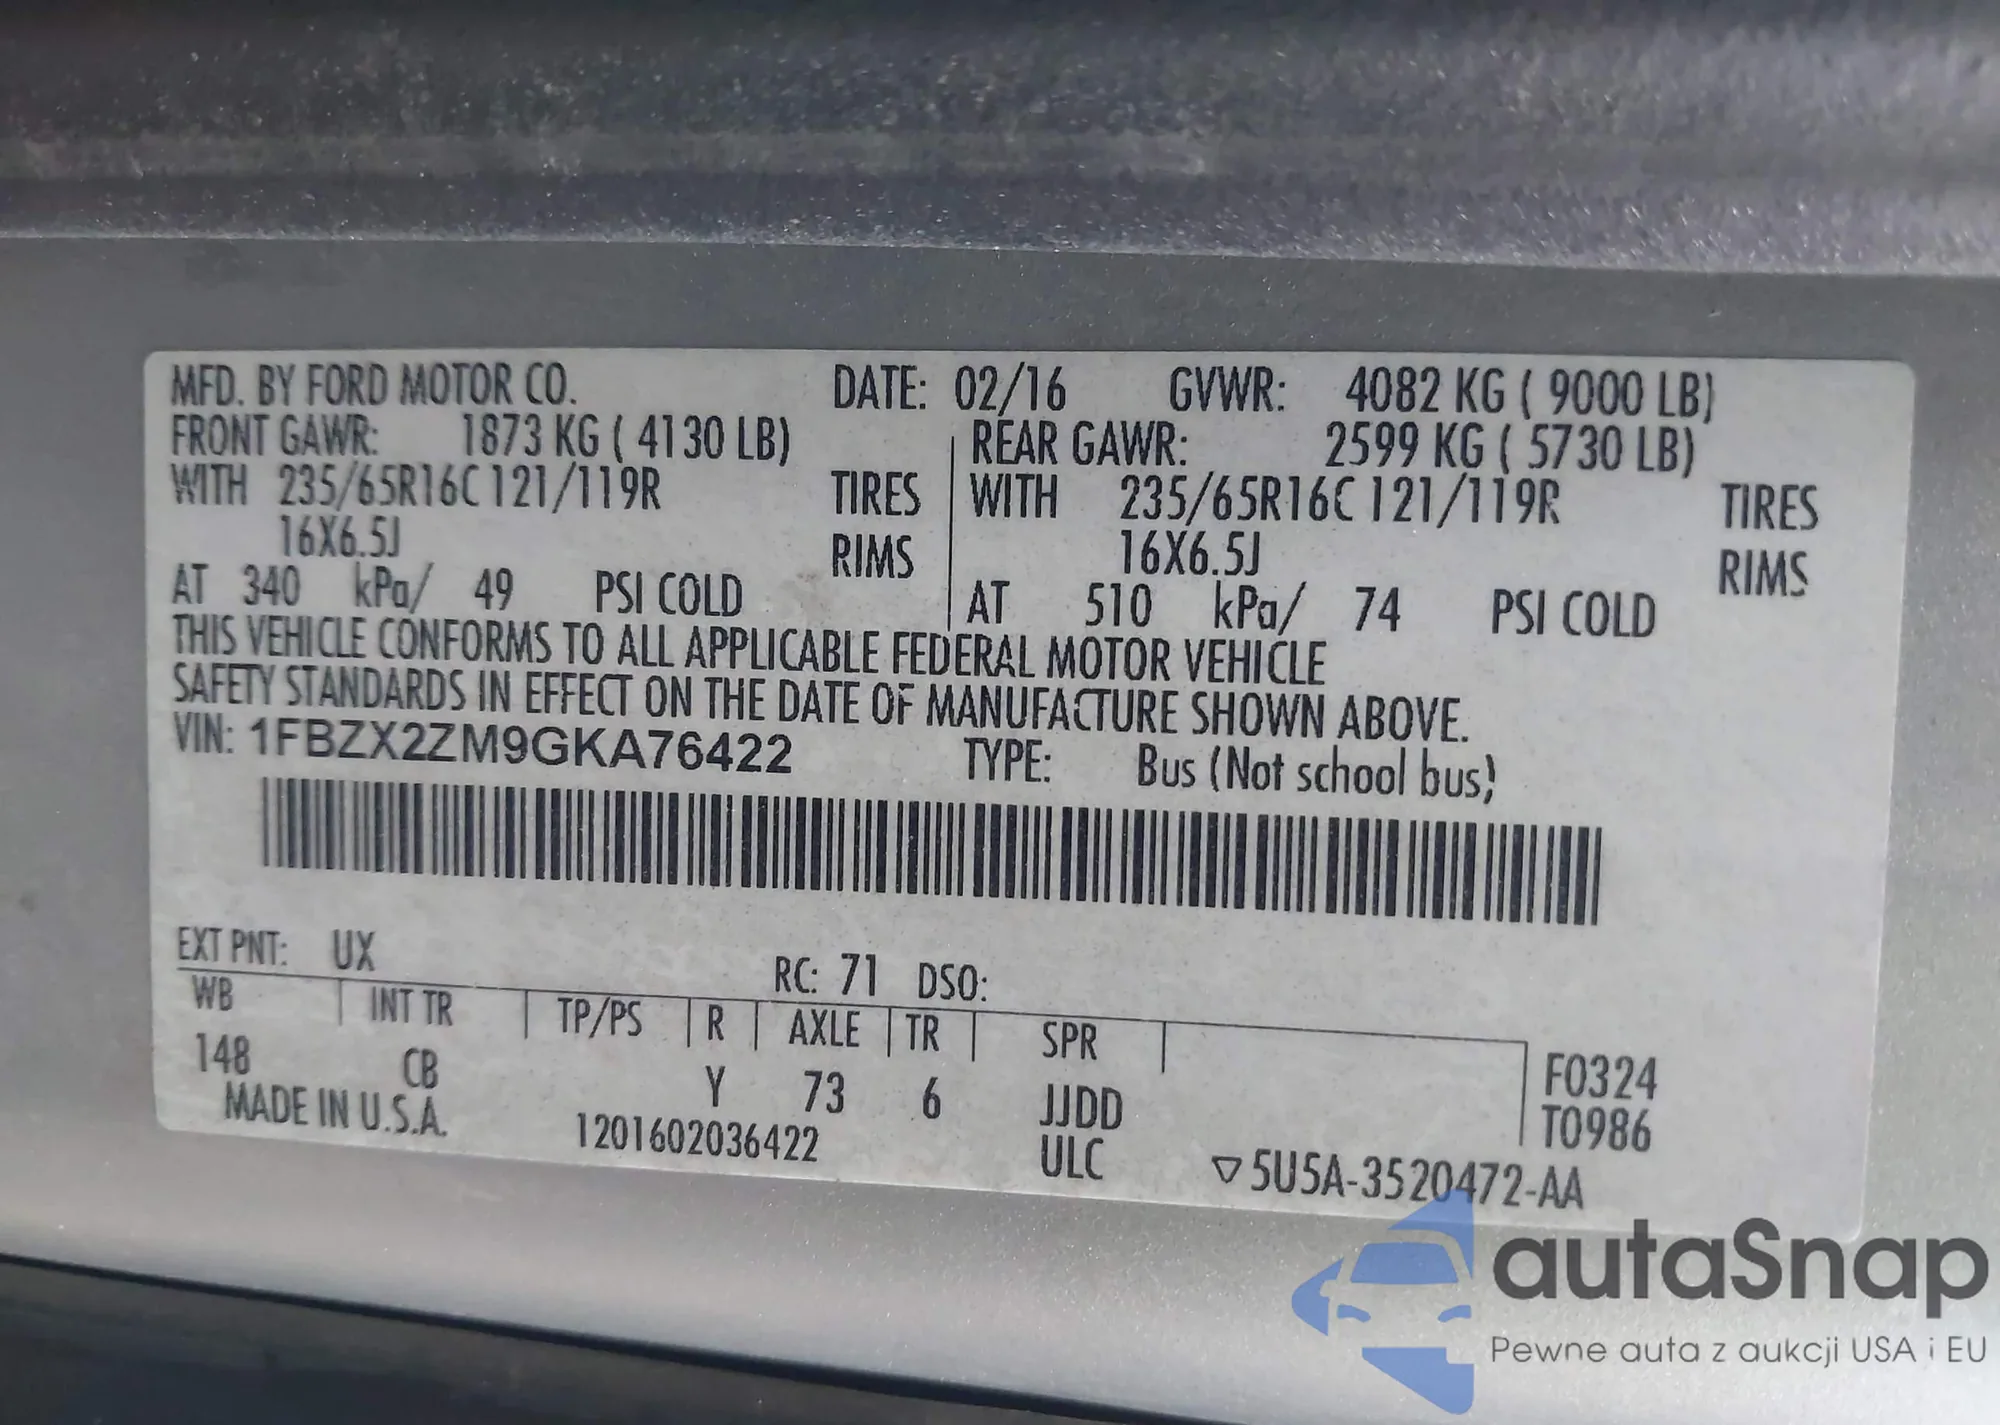 MFD. BY FORD MOTOR CO. DATE: 02/16 GVWR: 4082 KG ( 9000 LB)
FRONT GAWR: 1873 KG ( 4130 LB) REAR GAWR: 2599 KG ( 5730 LB)
WITH 235/65R16C 121/119R TIRES WITH 235/65R16C 121/119R TIRES
16X6.5J RIMS 16X6.5J RIMS
AT 340 kPa/ 49 PSI COLD AT 510 kPa/ 74 PSI COLD
THIS VEHICLE CONFORMS TO ALL APPLICABLE FEDERAL MOTOR VEHICLE
SAFETY STANDARDS IN EFFECT ON THE DATE OF MANUFACTURE SHOWN ABOVE.
VIN: 1FBZX2ZM9GKA76422 TYPE: Bus (Not school bus)
EXT PNT: UX RC: 71 DSO:
WB INT TR TP/PS R AXLE TR SPR
148 CB Y 73 6 JJDD F0324
MADE IN U.S.A. 1201602036422 ULC T0986
▽5U5A-3520472-AA
autaSnap
Pewne auta z aukcji USA i EU